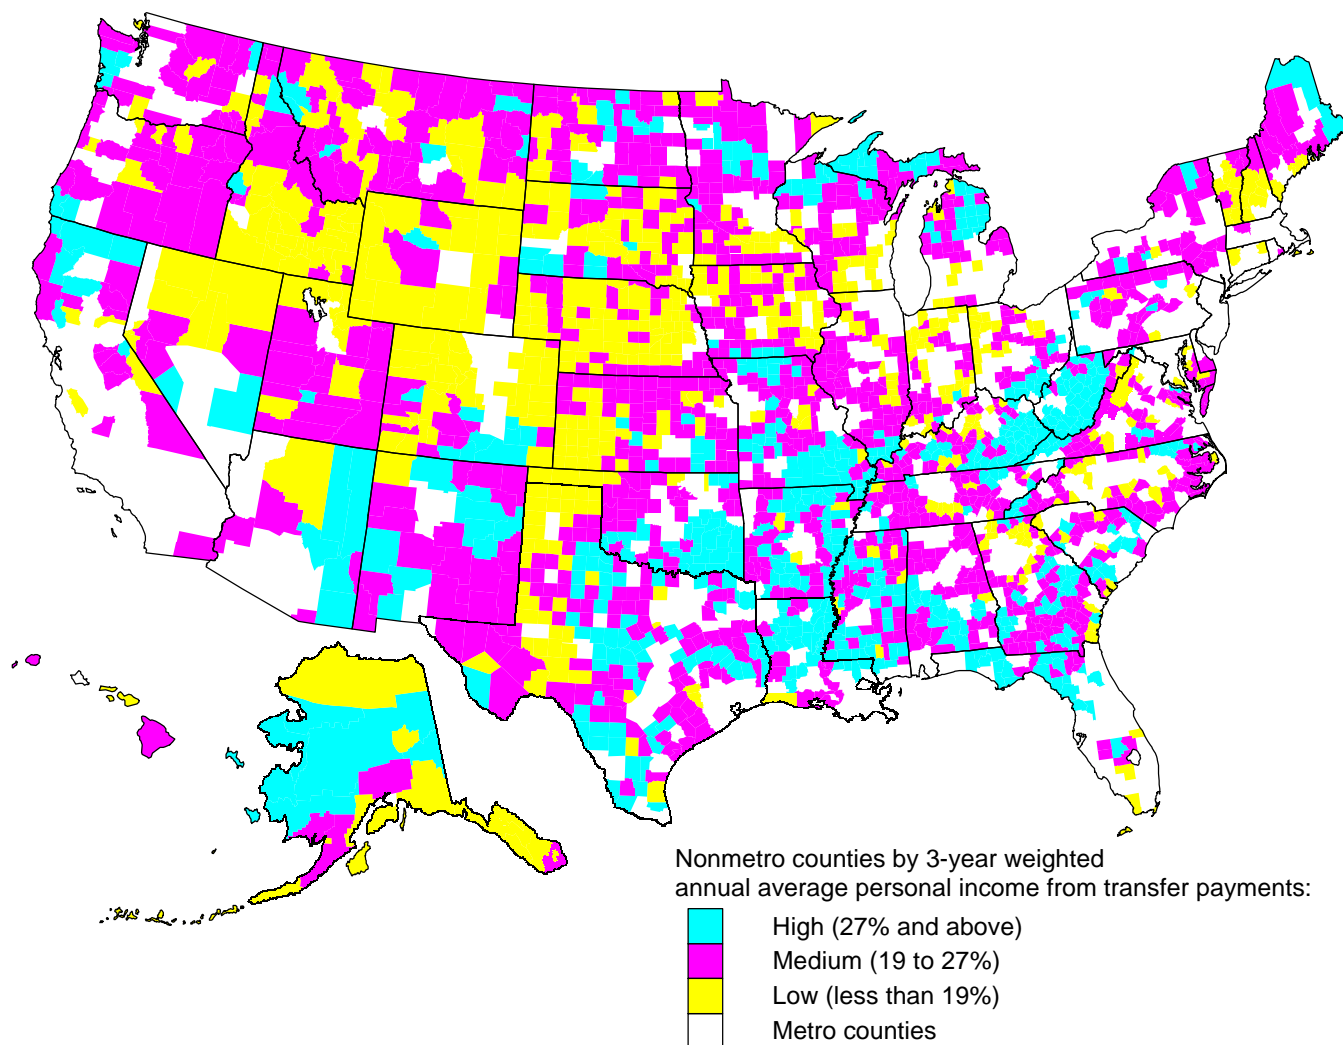 Nonmetro counties by 3-year weighted
annual average personal income from transfer payments:
High (27% and above)
Medium (19 to 27%)
Low (less than 19%)
Metro counties